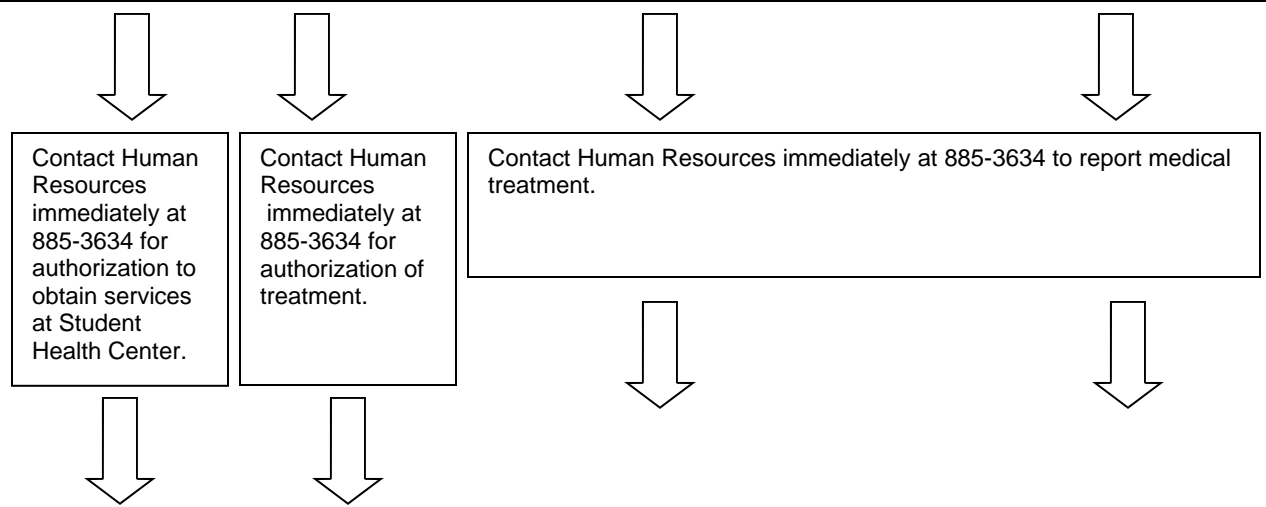 Contact Human
Resources
immediately at
885-3634 for
authorization to
obtain services
at Student
Health Center.
Contact Human
Resources
immediately at
885-3634 for
authorization of
treatment.
Contact Human Resources immediately at 885-3634 to report medical
treatment.